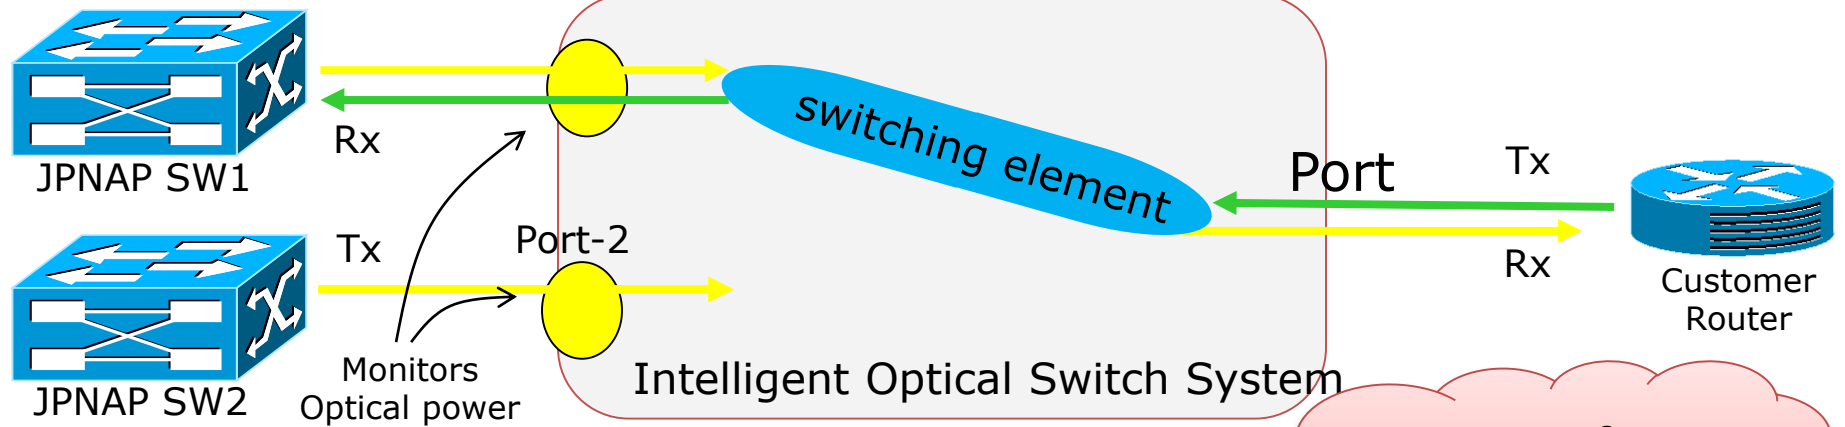 Rx
JPNAP SW1
switching element
Port
Tx
Rx
Customer
Router
Tx
Port-2
JPNAP SW2
Monitors
Optical power
Intelligent Optical Switch System